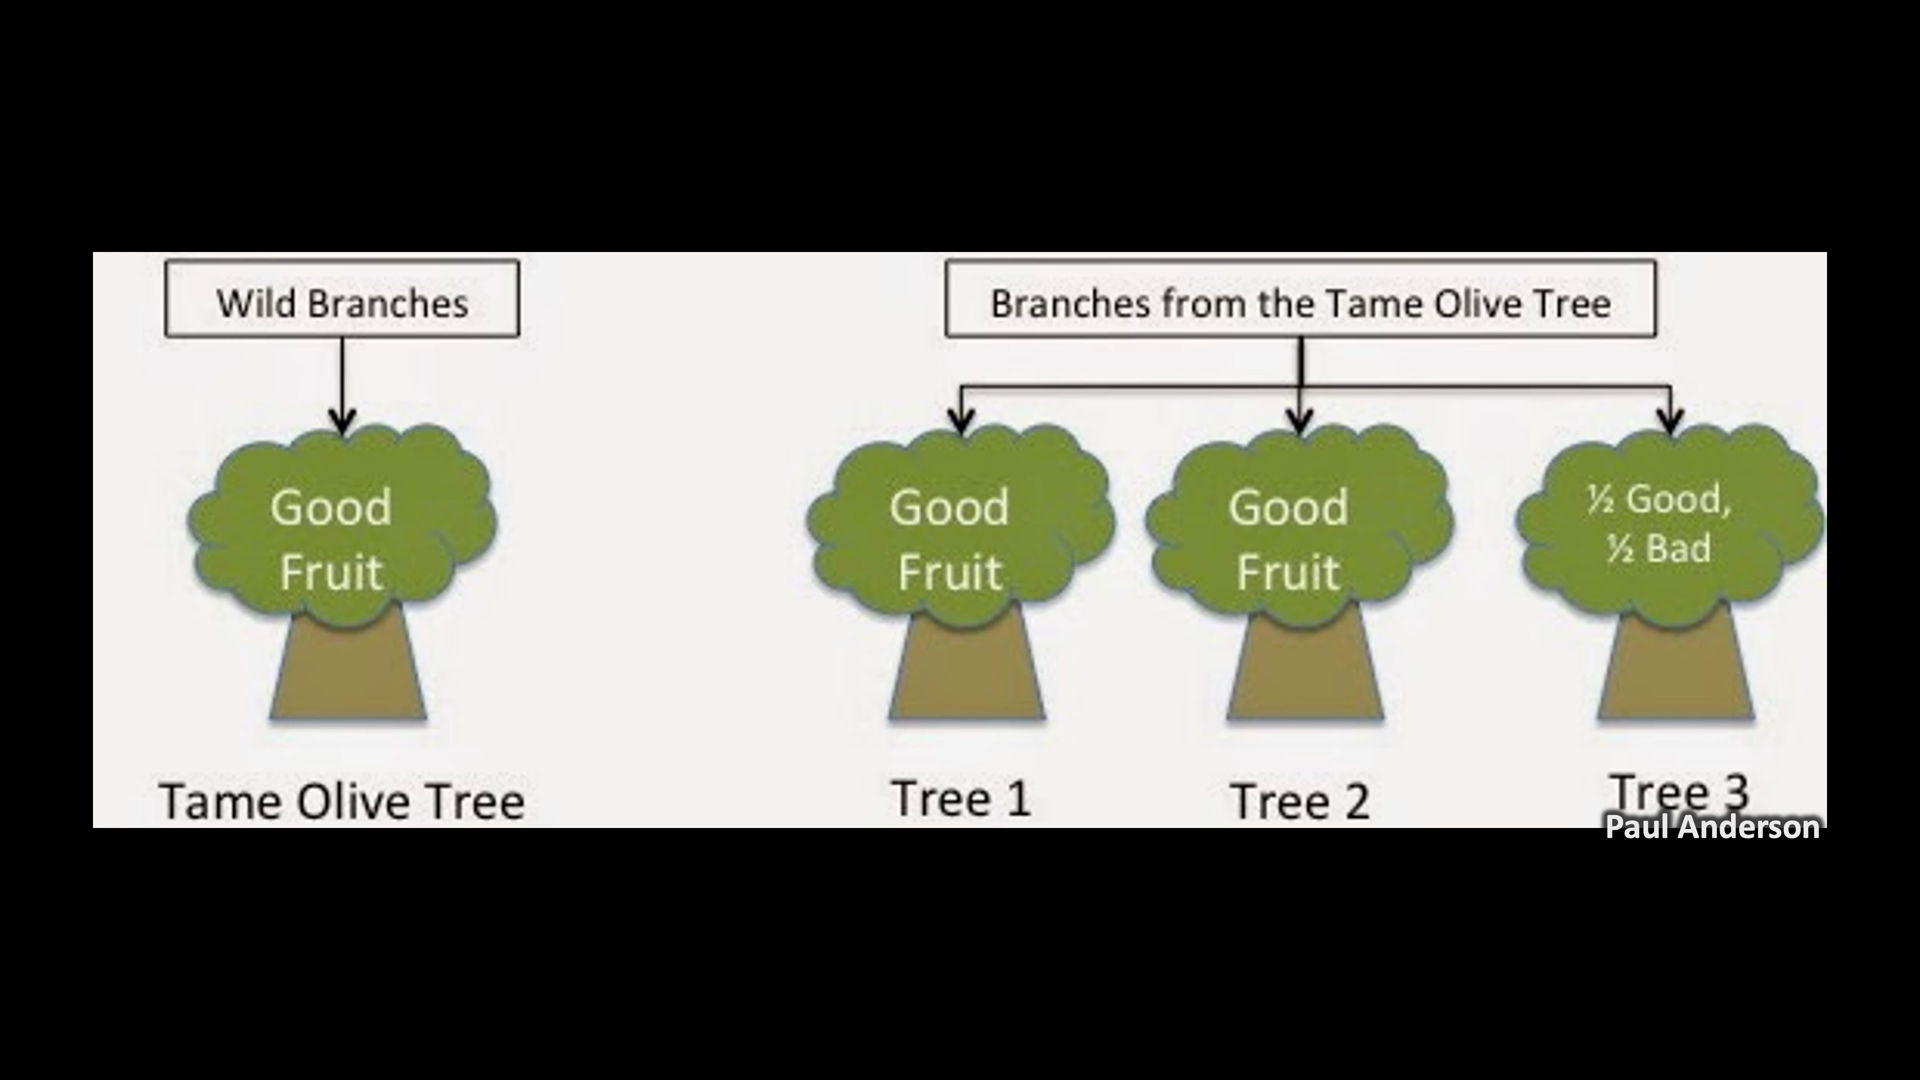 Wild Branches
Branches from the Tame Olive Tree
Good
Fruit
Good
Fruit
Good
Fruit
½ Good,
½ Bad
Tame Olive Tree
Tree 1
Tree 2
Tree 3
Paul Anderson